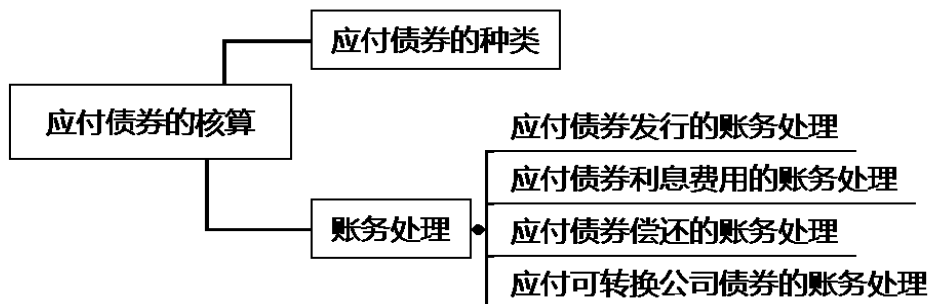 应付债券的种类
应付债券的核算
应付债券发行的账务处理
应付债券利息费用的账务处理
账务处理
应付债券偿还的账务处理
应付可转换公司债券的账务处理